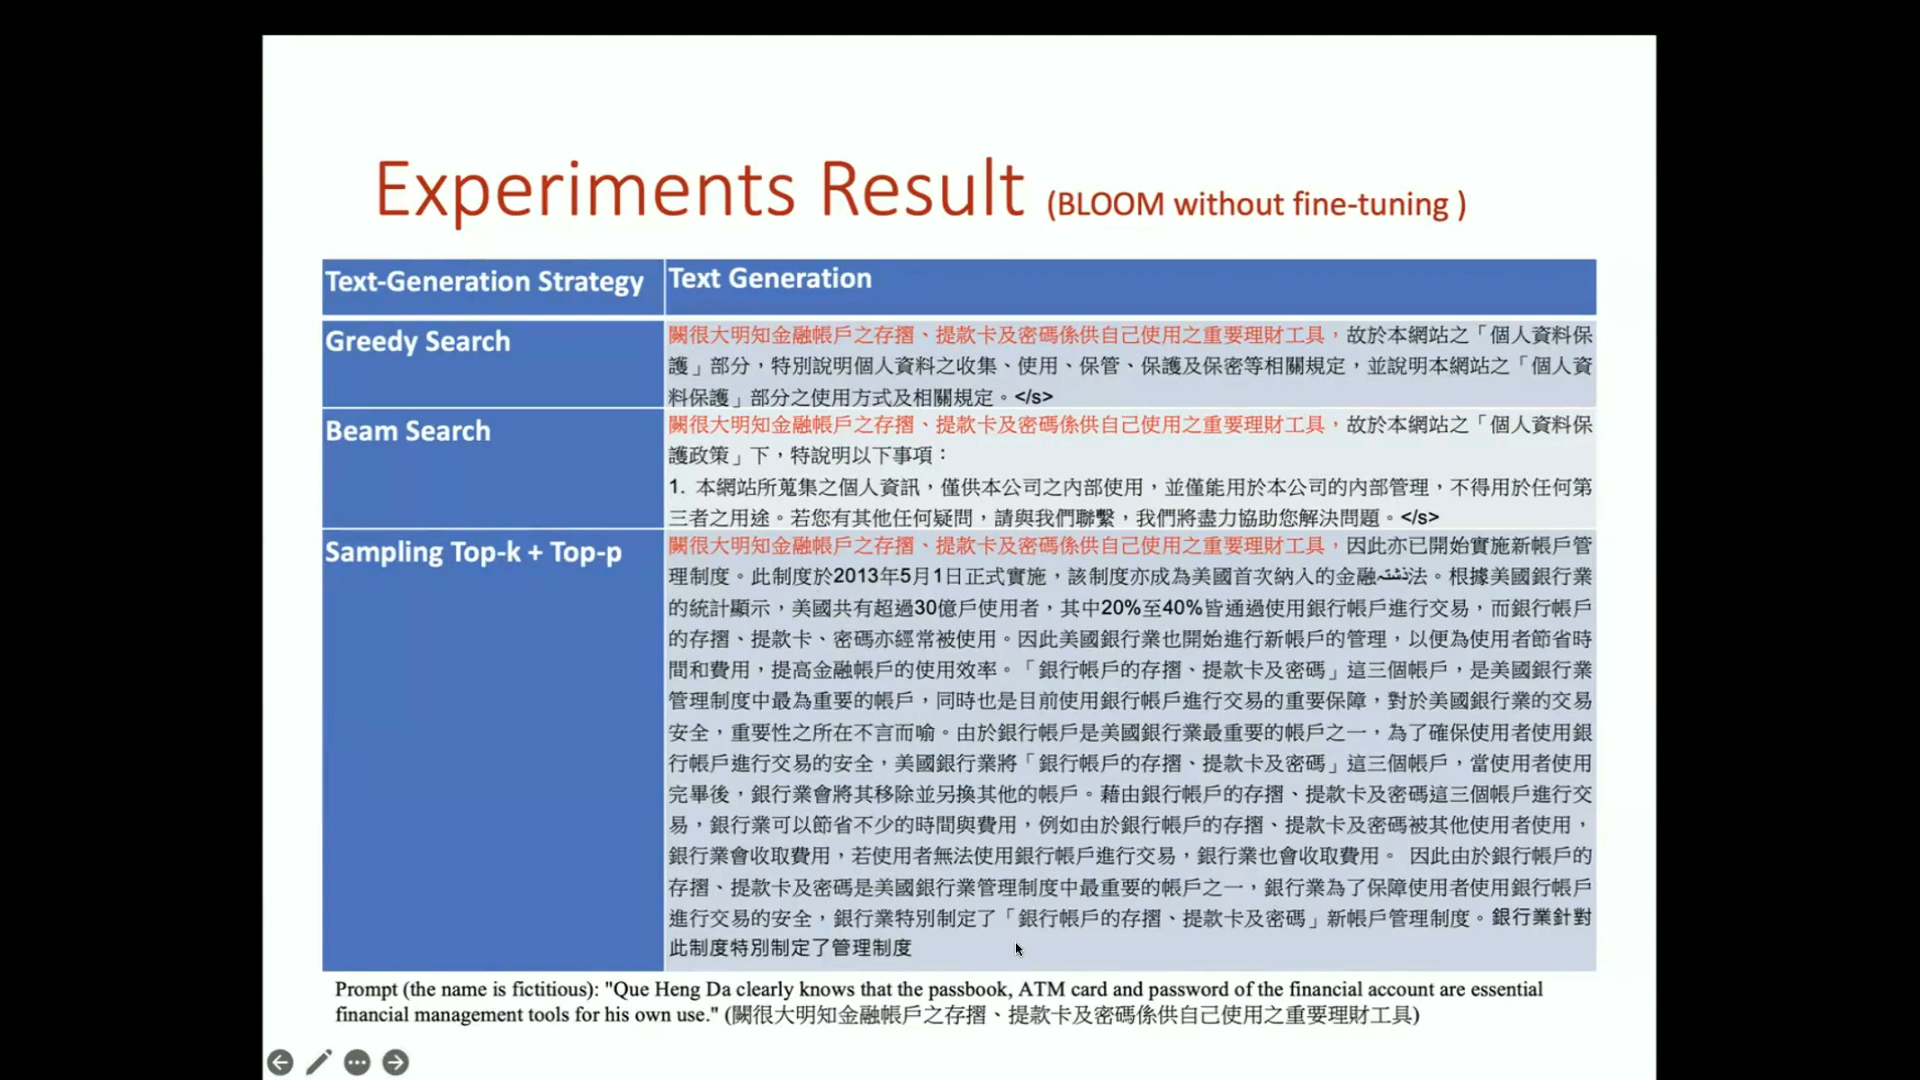 Experiments Result (BLOOM without fine-tuning )
Text-Generation Strategy
Text Generation
Greedy Search
闕很大明知金融帳戶之存摺、提款卡及密碼係供自己使用之重要理財工具，故於本網站之「個人資料保
護」部分，特別說明個人資料之收集、使用、保管、保護及保密等相關規定，並說明本網站之「個人資
料保護」部分之使用方式及相關規定。</s>
Beam Search
闕很大明知金融帳戶之存摺、提款卡及密碼係供自己使用之重要理財工具，故於本網站之「個人資料保
護政策」下，特說明以下事項：
1. 本網站所蒐集之個人資訊，僅供本公司之內部使用，並僅能用於本公司的內部管理，不得用於任何第
三者之用途。若您有其他任何疑問，請與我們聯繫，我們將盡力協助您解決問題。</s>
Sampling Top-k + Top-p
闕很大明知金融帳戶之存摺、提款卡及密碼係供自己使用之重要理財工具，因此亦已開始實施新帳戶管
理制度。此制度於2013年5月1日正式實施，該制度亦成為美國首次納入的金融法。根據美國銀行業
的統計顯示，美國共有超過30億戶使用者，其中20%至40%皆通過使用銀行帳戶進行交易，而銀行帳戶
的存摺、提款卡、密碼亦經常被使用。因此美國銀行業也開始進行新帳戶的管理，以便為使用者節省時
間和費用，提高金融帳戶的使用效率。「銀行帳戶的存摺、提款卡及密碼」這三個帳戶，是美國銀行業
管理制度中最為重要的帳戶，同時也是目前使用銀行帳戶進行交易的重要保障，對於美國銀行業的交易
安全，重要性之所在不言而喻。由於銀行帳戶是美國銀行業最重要的帳戶之一，為了確保使用者使用銀
行帳戶進行交易的安全，美國銀行業將「銀行帳戶的存摺、提款卡及密碼」這三個帳戶，當使用者使用
完畢後，銀行業會將其移除並另換其他的帳戶。藉由銀行帳戶的存摺、提款卡及密碼這三個帳戶進行交
易，銀行業可以節省不少的時間與費用，例如由於銀行帳戶的存摺、提款卡及密碼被其他使用者使用，
銀行業會收取費用，若使用者無法使用銀行帳戶進行交易，銀行業也會收取費用。 因此由於銀行帳戶的
存摺、提款卡及密碼是美國銀行業管理制度中最重要的帳戶之一，銀行業為了保障使用者使用銀行帳戶
進行交易的安全，銀行業特別制定了「銀行帳戶的存摺、提款卡及密碼」新帳戶管理制度。銀行業針對
此制度特別制定了管理制度
Prompt (the name is fictitious): "Que Heng Da clearly knows that the passbook, ATM card and password of the financial account are essential
financial management tools for his own use." (闕很大明知金融帳戶之存摺、提款卡及密碼係供自己使用之重要理財工具)